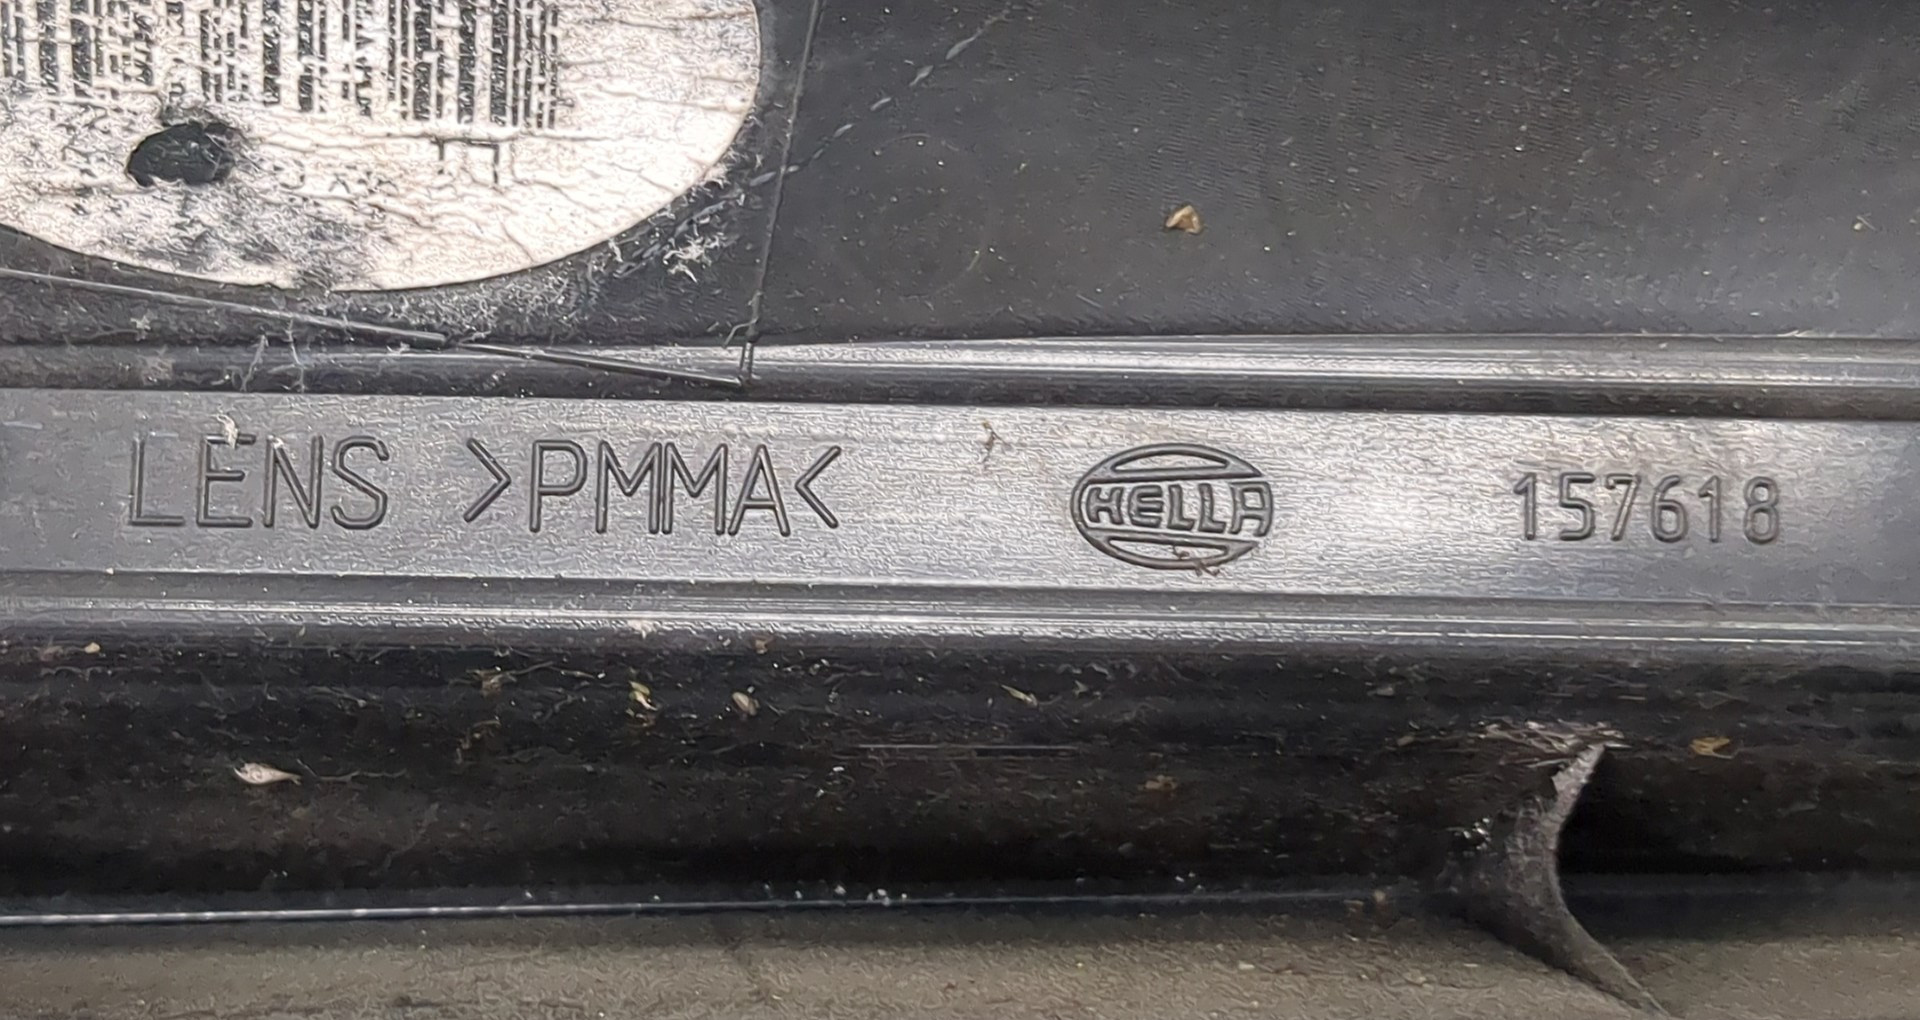 LENS >PMMA< HELLA 157618